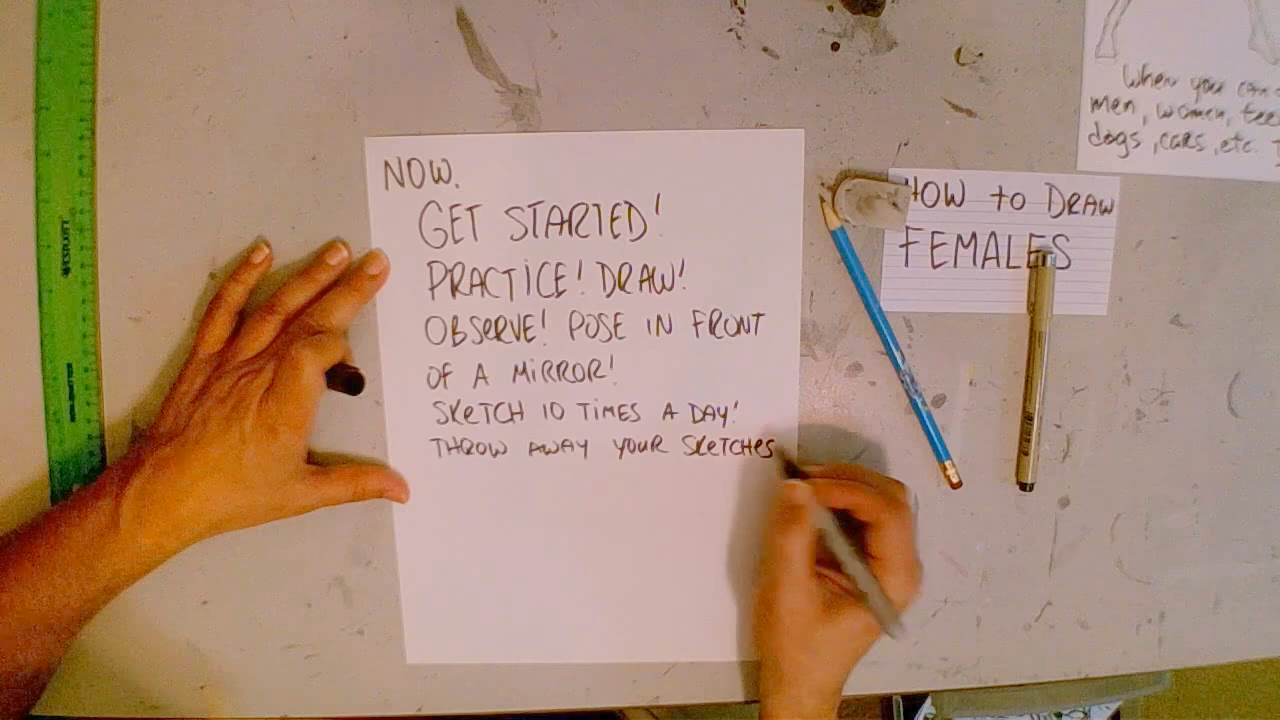 NOW.
GET STARTED!
PRACTICE! DRAW!
OBSERVE! POSE IN FRONT
OF A MIRROR!
SKETCH 10 TIMES A DAY!
THROW AWAY YOUR SKETCHES
HOW TO DRAW
FEMALES
When you can
men, women,
dogs, cars, etc.
WESTCOTT